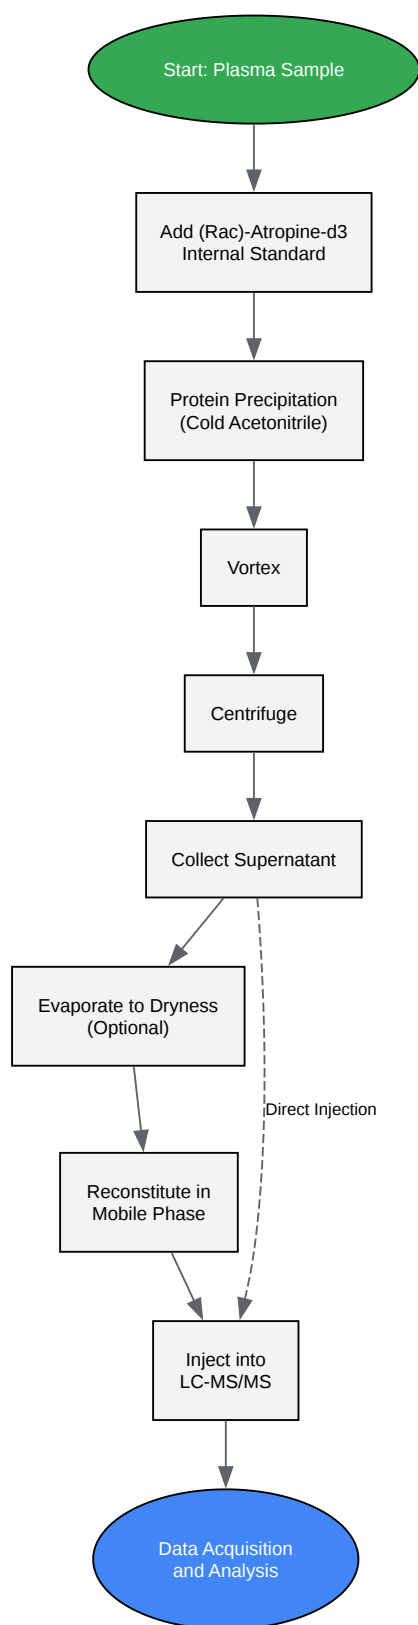 Start: Plasma Sample
Add (Rac)-Atropine-d3
Internal Standard
Protein Precipitation
(Cold Acetonitrile)
Vortex
Centrifuge
Collect Supernatant
Evaporate to Dryness
(Optional)
Direct Injection
Reconstitute in
Mobile Phase
Inject into
LC-MS/MS
Data Acquisition
and Analysis